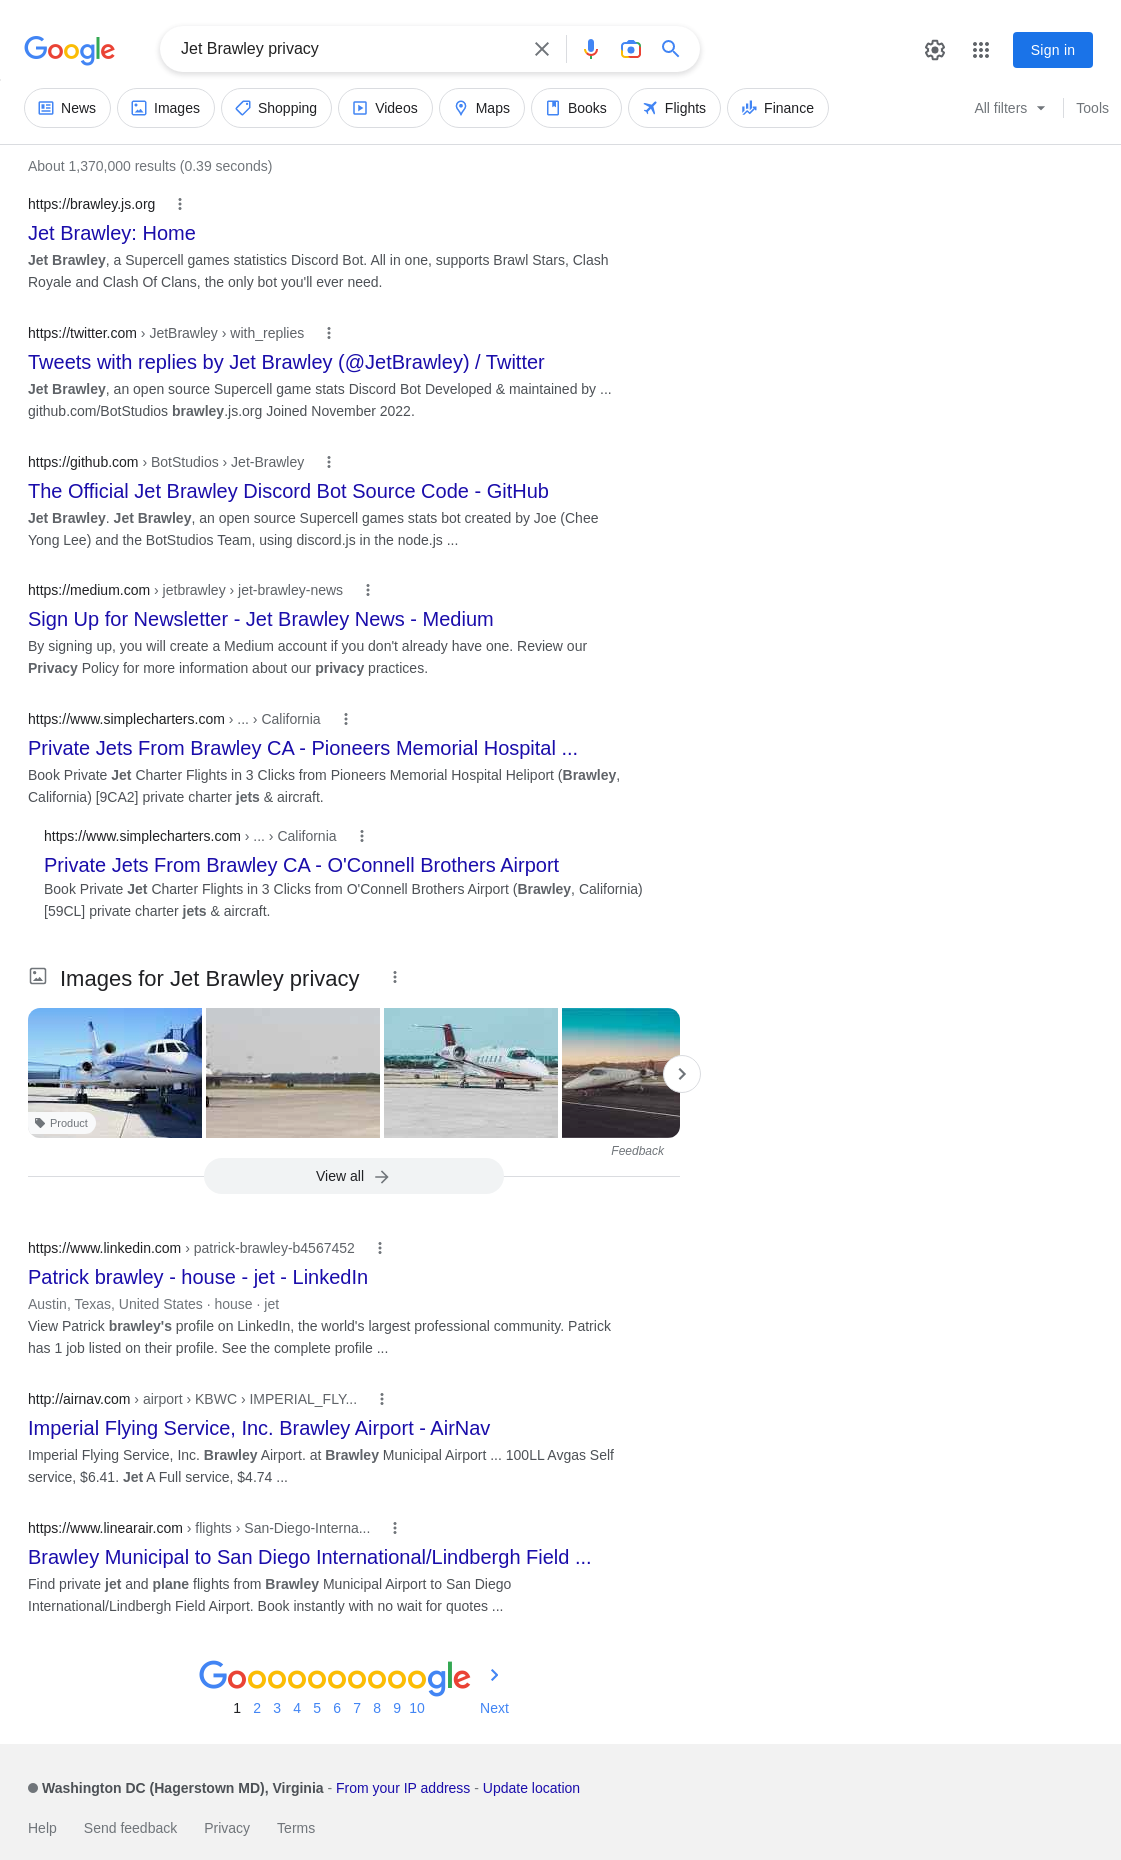 Google
Jet Brawley privacy
Sign in
News
Images
Shopping
Videos
Maps
Books
Flights
Finance
All filters
Tools
About 1,370,000 results (0.39 seconds)
https://brawley.js.org
Jet Brawley: Home
Jet Brawley, a Supercell games statistics Discord Bot. All in one, supports Brawl Stars, Clash
Royale and Clash Of Clans, the only bot you'll ever need.
https://twitter.com › JetBrawley › with_replies
Tweets with replies by Jet Brawley (@JetBrawley) / Twitter
Jet Brawley, an open source Supercell game stats Discord Bot Developed & maintained by ...
github.com/BotStudios brawley.js.org Joined November 2022.
https://github.com › BotStudios › Jet-Brawley
The Official Jet Brawley Discord Bot Source Code - GitHub
Jet Brawley. Jet Brawley, an open source Supercell games stats bot created by Joe (Chee
Yong Lee) and the BotStudios Team, using discord.js in the node.js ...
https://medium.com › jetbrawley › jet-brawley-news
Sign Up for Newsletter - Jet Brawley News - Medium
By signing up, you will create a Medium account if you don't already have one. Review our
Privacy Policy for more information about our privacy practices.
https://www.simplecharters.com › ... › California
Private Jets From Brawley CA - Pioneers Memorial Hospital ...
Book Private Jet Charter Flights in 3 Clicks from Pioneers Memorial Hospital Heliport (Brawley,
California) [9CA2] private charter jets & aircraft.
https://www.simplecharters.com › ... › California
Private Jets From Brawley CA - O'Connell Brothers Airport
Book Private Jet Charter Flights in 3 Clicks from O'Connell Brothers Airport (Brawley, California)
[59CL] private charter jets & aircraft.
Images for Jet Brawley privacy
Product
Feedback
View all
https://www.linkedin.com › patrick-brawley-b4567452
Patrick brawley - house - jet - LinkedIn
Austin, Texas, United States · house · jet
View Patrick brawley's profile on LinkedIn, the world's largest professional community. Patrick
has 1 job listed on their profile. See the complete profile ...
http://airnav.com › airport › KBWC › IMPERIAL_FLY...
Imperial Flying Service, Inc. Brawley Airport - AirNav
Imperial Flying Service, Inc. Brawley Airport. at Brawley Municipal Airport ... 100LL Avgas Self
service, $6.41. Jet A Full service, $4.74 ...
https://www.linearair.com › flights › San-Diego-Interna...
Brawley Municipal to San Diego International/Lindbergh Field ...
Find private jet and plane flights from Brawley Municipal Airport to San Diego
International/Lindbergh Field Airport. Book instantly with no wait for quotes ...
Goooooooooogle
1 2 3 4 5 6 7 8 9 10 Next
Washington DC (Hagerstown MD), Virginia - From your IP address - Update location
Help Send feedback Privacy Terms